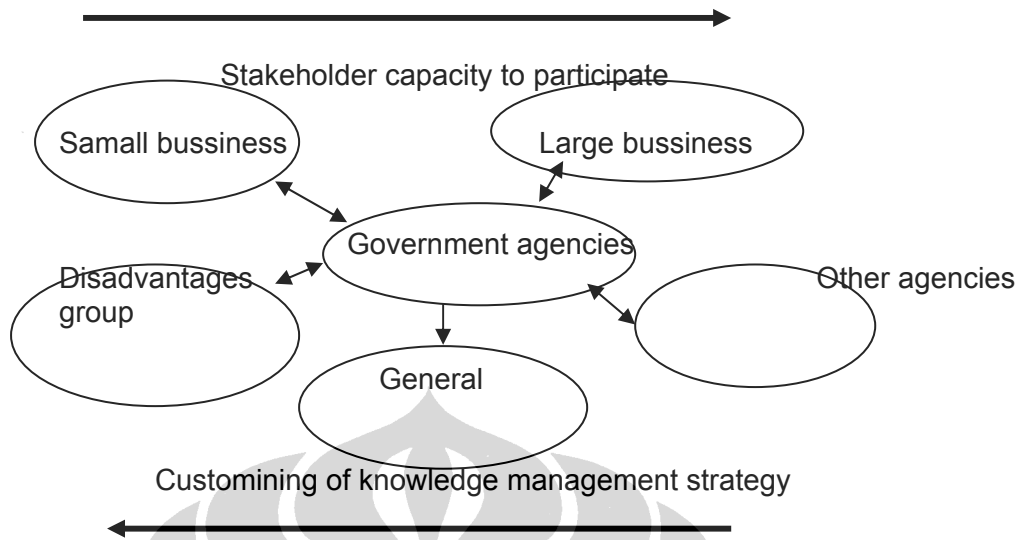 Stakeholder capacity to participate
Samall bussiness
Large bussiness
Government agencies
Disadvantages
group
Other agencies
General
Customining of knowledge management strategy